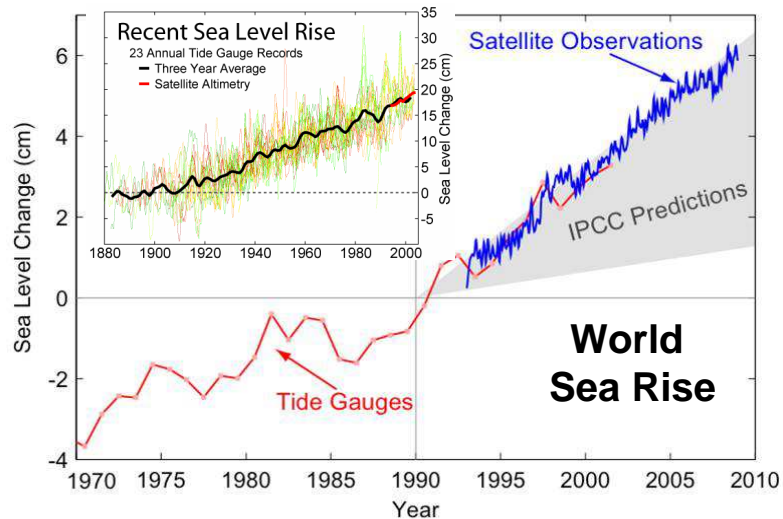 Recent Sea Level Rise
23 Annual Tide Gauge Records
Three Year Average
Satellite Altimetry
35
30
25
20
15
10
5
0
-5
Sea Level Change (cm)
1880
1900
1920
1940
1960
1980
2000
Satellite Observations
IPCC Predictions
Tide Gauges
World
Sea Rise
6
4
2
0
-2
-4
Sea Level Change (cm)
1970
1975
1980
1985
1990
1995
2000
2005
2010
Year